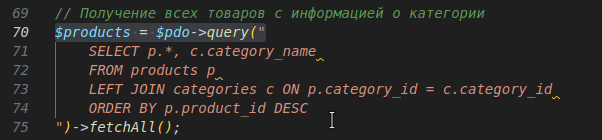 69 // Получение всех товаров с информацией о категории
70 $products = $pdo->query("
71 SELECT p.*, c.category_name
72 FROM products p
73 LEFT JOIN categories c ON p.category_id = c.category_id
74 ORDER BY p.product_id DESC
75 ")->fetchAll();